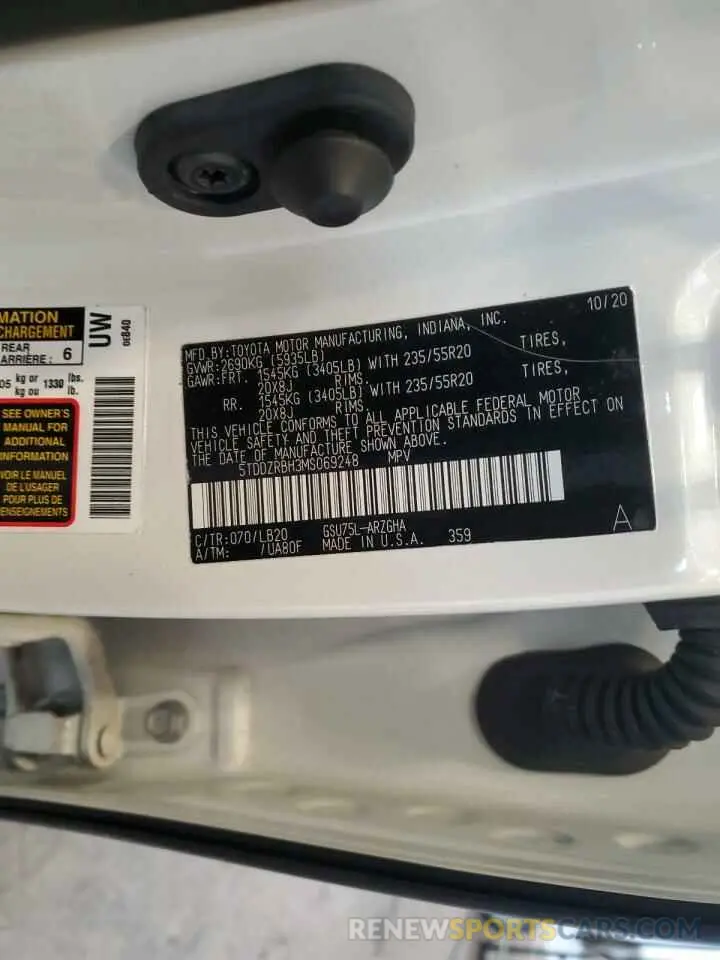 MATION
CHARGEMENT
REAR
ARRIÈRE: 6
05 kg or 1330 lbs.
kg ou lb.
SEE OWNER'S
MANUAL FOR
ADDITIONAL
INFORMATION
VOIR LE MANUEL
DE L'USAGER
POUR PLUS DE
RENSEIGNEMENTS
UW
0EB40
10/20
MFD.BY:TOYOTA MOTOR MANUFACTURING, INDIANA, INC.
GVWR:2690KG (5935LB)
GAWR:FRT. 1545KG (3405LB) WITH 235/55R20 TIRES,
20X8J RIMS.
RR. 1545KG (3405LB) WITH 235/55R20 TIRES,
20X8J RIMS.
THIS VEHICLE CONFORMS TO ALL APPLICABLE FEDERAL MOTOR
VEHICLE SAFETY AND THEFT PREVENTION STANDARDS IN EFFECT ON
THE DATE OF MANUFACTURE SHOWN ABOVE.
5TDDZRBH3MS069248 MPV
C/TR:070/LB20 GSU75L-ARZGHA
A/TM: /UA80F MADE IN U.S.A. 359
A
RENEWSPORTSCARS.COM